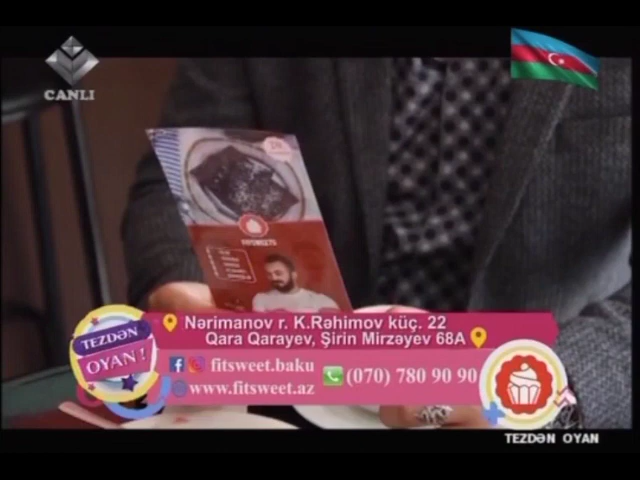 CANLI
FITSWEETS
Nərimanov r. K.Rəhimov küç. 22
Qara Qarayev, Şirin Mirzəyev 68A
TEZDƏN
OYAN!
fitsweet.baku
(070) 780 90 90
www.fitsweet.az
TEZDƏN OYAN